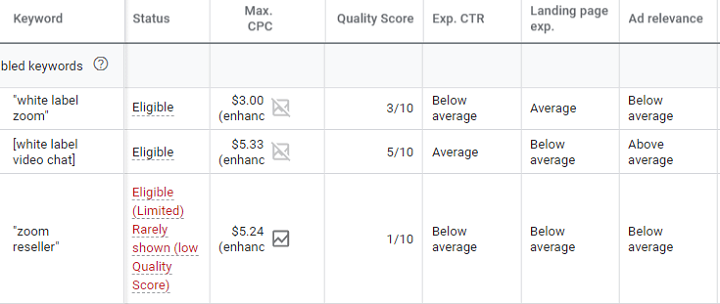 Keyword Status Max. CPC Quality Score Exp. CTR Landing page exp. Ad relevance
bled keywords
"white label zoom" Eligible $3.00 (enhanc 3/10 Below average Average Below average
[white label video chat] Eligible $5.33 (enhanc 5/10 Average Below average Above average
"zoom reseller" Eligible (Limited) Rarely shown (low Quality Score) $5.24 (enhanc 1/10 Below average Below average Below average